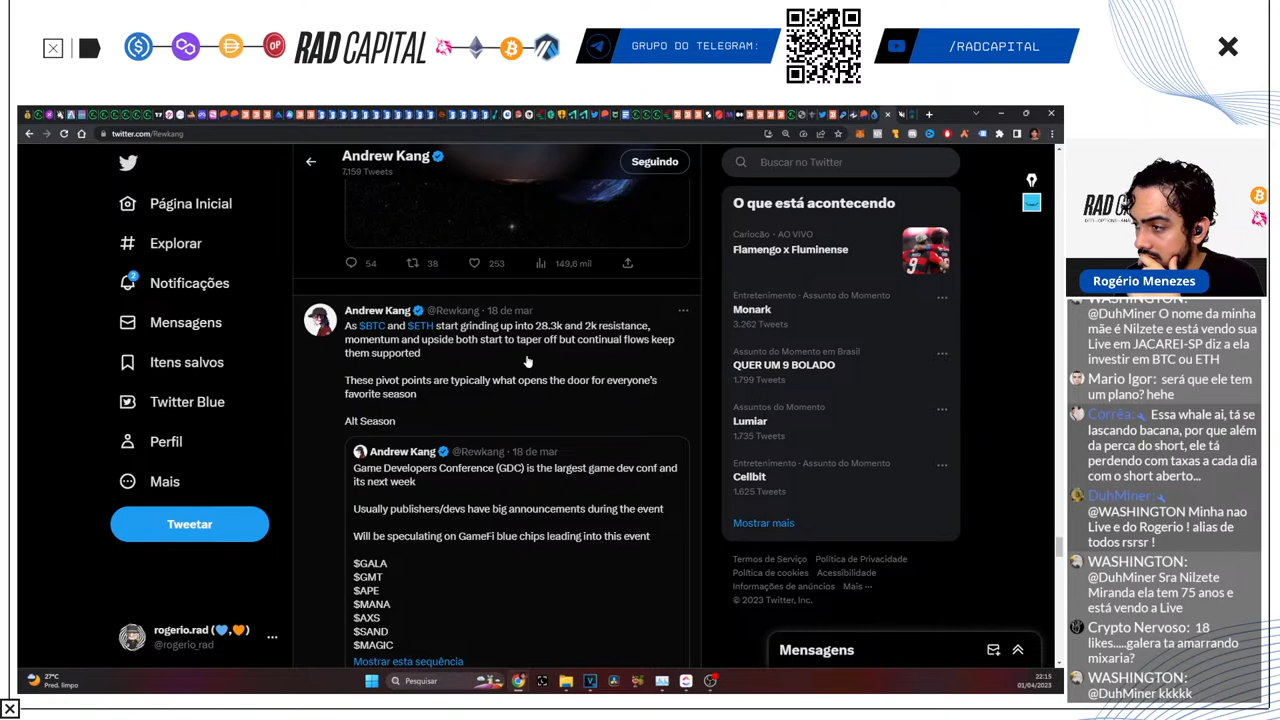 RAD CAPITAL
GRUPO DO TELEGRAM:
/RADCAPITAL
twitter.com/Rewkang
Andrew Kang
7.159 Tweets
Seguindo
Página Inicial
Explorar
2
Notificações
Mensagens
Itens salvos
Twitter Blue
Perfil
Mais
Tweetar
rogerio.rad
@rogerio_rad
54
38
253
149,6 mil
Andrew Kang @Rewkang · 18 de mar
As $BTC and $ETH start grinding up into 28.3k and 2k resistance,
momentum and upside both start to taper off but continual flows keep
them supported
These pivot points are typically what opens the door for everyone's
favorite season
Alt Season
Andrew Kang @Rewkang · 18 de mar
Game Developers Conference (GDC) is the largest game dev conf and
its next week
Usually publishers/devs have big announcements during the event
Will be speculating on GameFi blue chips leading into this event
$GALA
$GMT
$APE
$MANA
$AXS
$SAND
$MAGIC
Mostrar esta sequência
Buscar no Twitter
O que está acontecendo
Cariocão · AO VIVO
Flamengo x Fluminense
Entretenimento · Assunto do Momento
Monark
3.262 Tweets
Assunto do Momento em Brasil
QUER UM 9 BOLADO
1.799 Tweets
Assuntos do Momento
Lumiar
1.735 Tweets
Entretenimento · Assunto do Momento
Cellbit
1.625 Tweets
Mostrar mais
Termos de Serviço Política de Privacidade
Política de cookies Acessibilidade
Informações de anúncios Mais ···
© 2023 Twitter, Inc.
Mensagens
27°C
Pred. limpo
Pesquisar
22:15
01/04/2023
RAD C
Rogério Menezes
WASHINGTON:
@DuhMiner O nome da minha
mãe é Nilzete e está vendo sua
Live em JACAREI-SP diz a ela
investir em BTC ou ETH
Mario Igor: será que ele tem
um plano? hehe
Corrêa: Essa whale ai, tá se
lascando bacana, por que além
da perca do short, ele tá
perdendo com taxas a cada dia
com o short aberto...
DuhMiner:
@WASHINGTON Minha nao
Live e do Rogerio ! alias de
todos rsrsr !
WASHINGTON:
@DuhMiner Sra Nilzete
Miranda ela tem 75 anos e
está vendo a Live
Crypto Nervoso: 18
likes.....galera ta amarrando
mixaria?
WASHINGTON:
@DuhMiner kkkkk